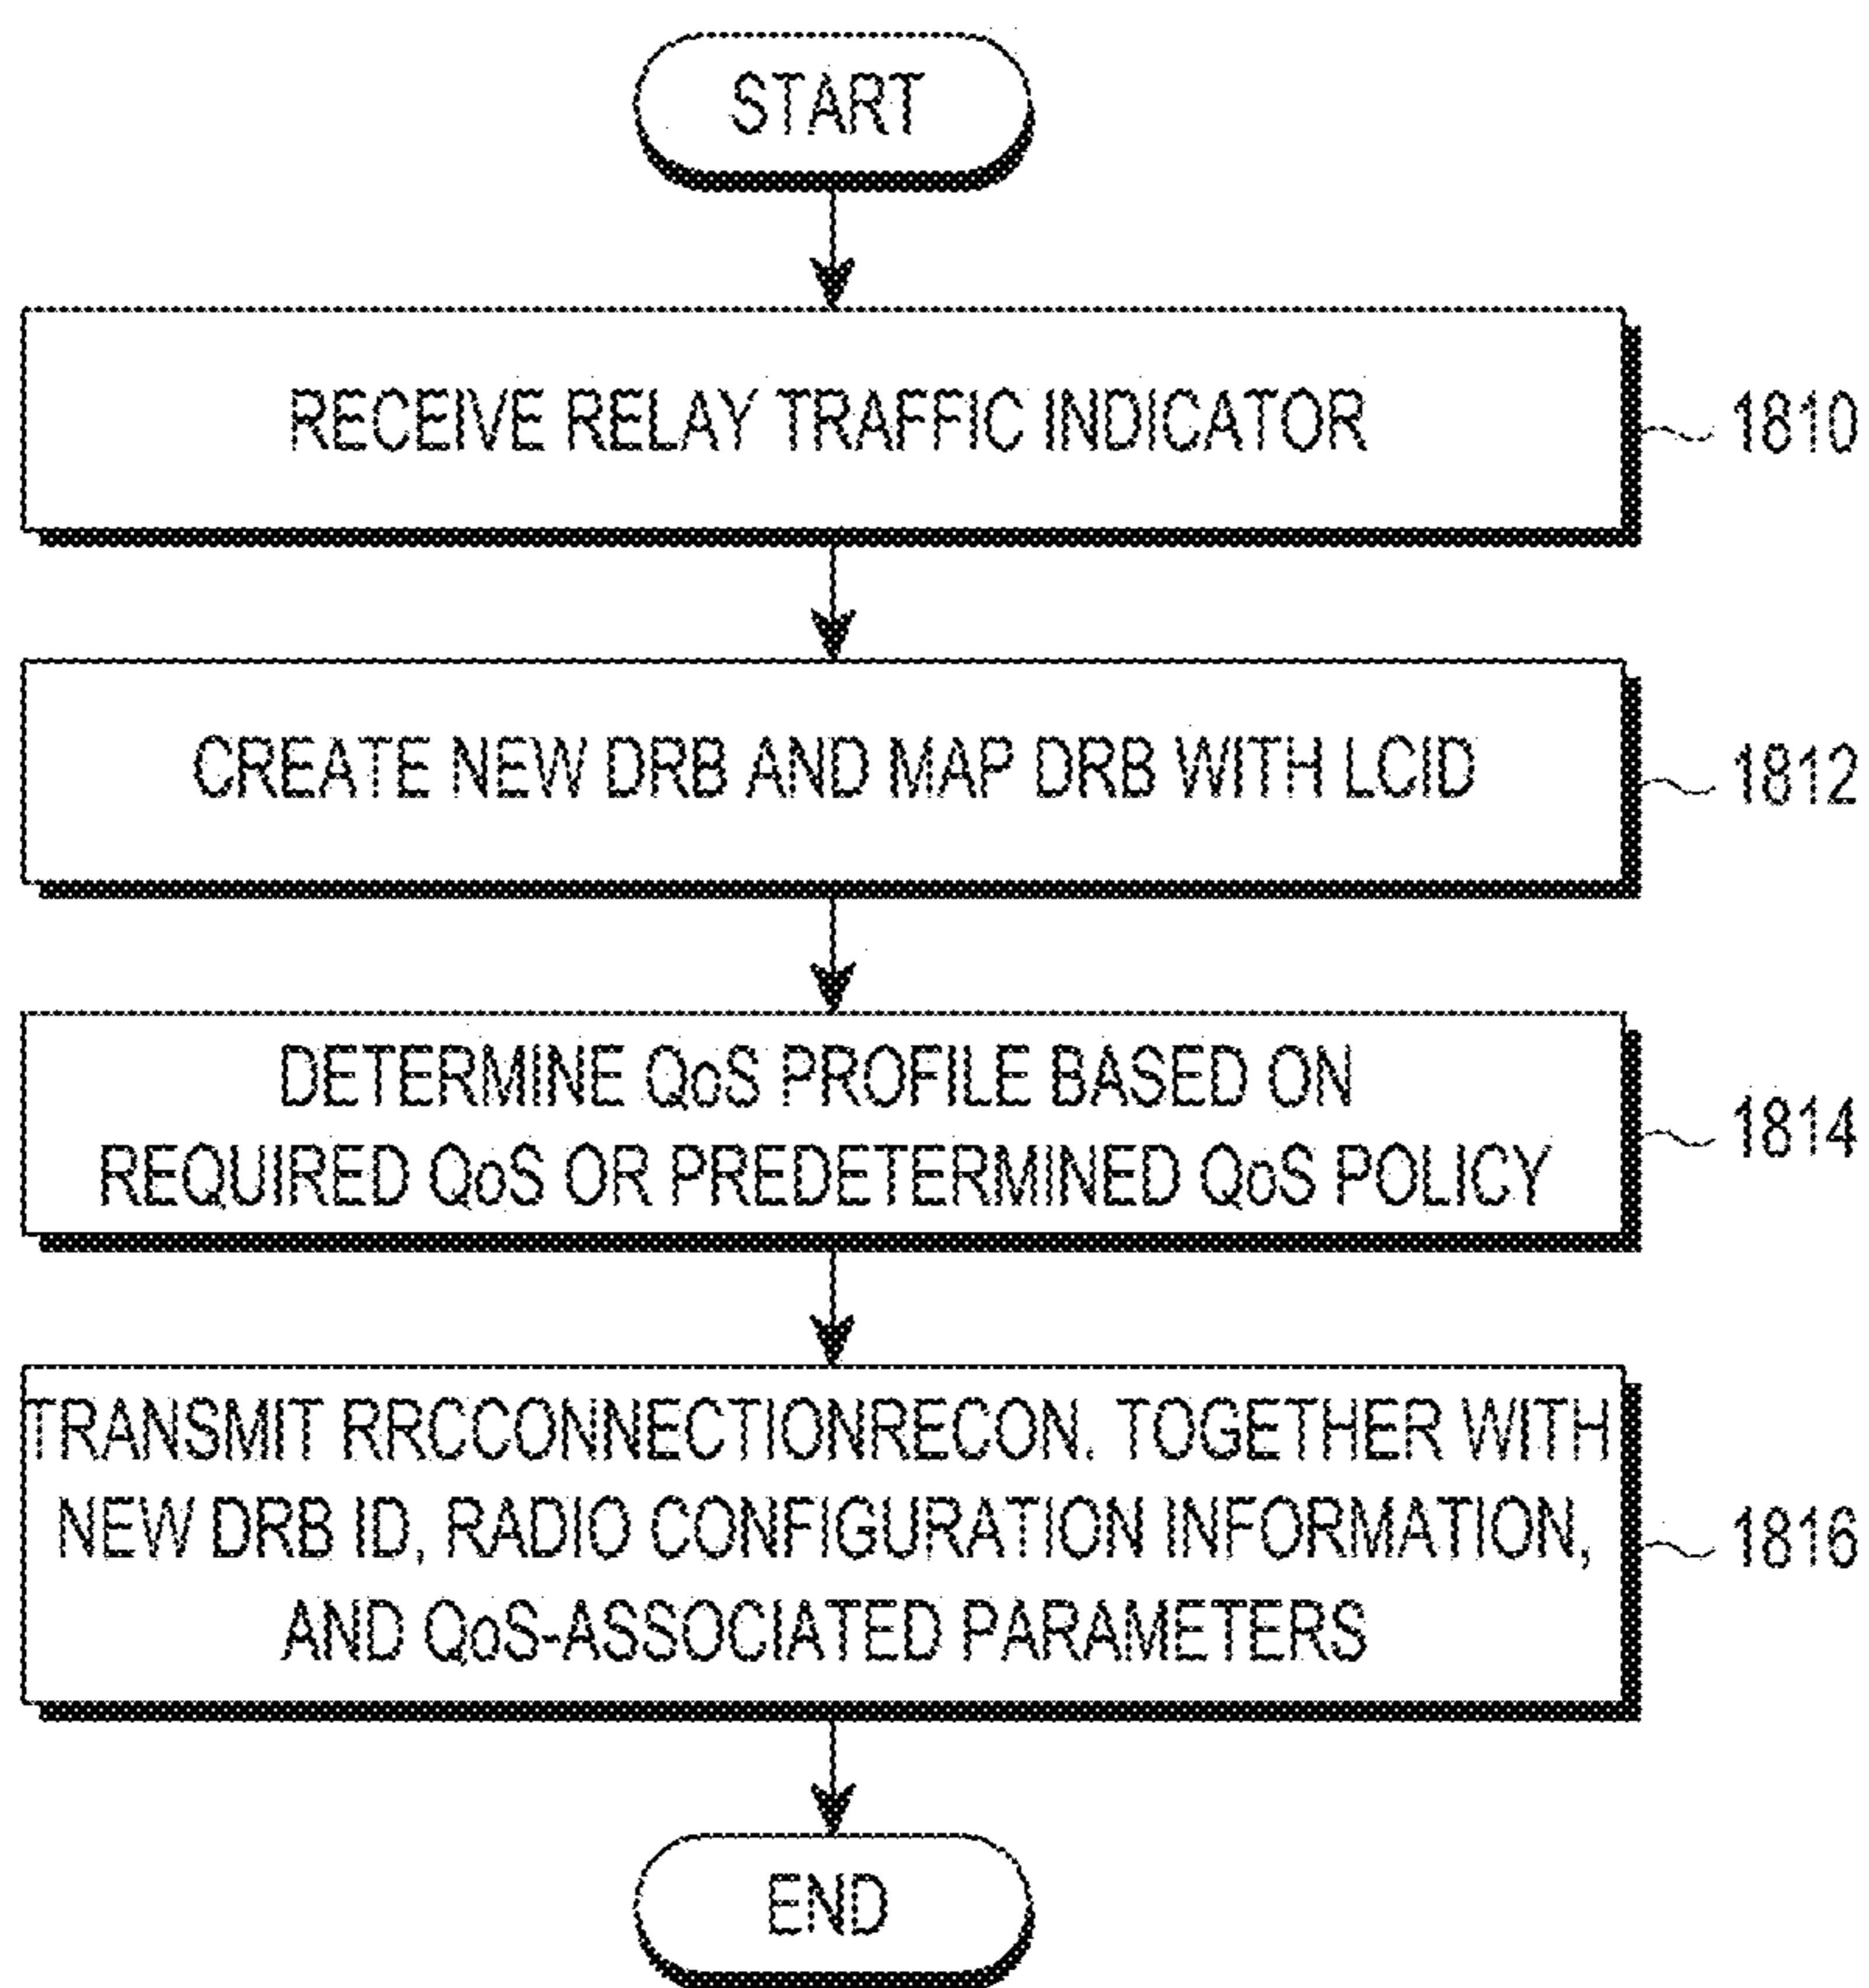 START
RECEIVE RELAY TRAFFIC INDICATOR
1810
CREATE NEW DRB AND MAP DRB WITH LCID
1812
DETERMINE QoS PROFILE BASED ON
REQUIRED QoS OR PREDETERMINED QoS POLICY
1814
TRANSMIT RRCCONNECTIONRECON. TOGETHER WITH
NEW DRB ID, RADIO CONFIGURATION INFORMATION,
AND QoS-ASSOCIATED PARAMETERS
1816
END